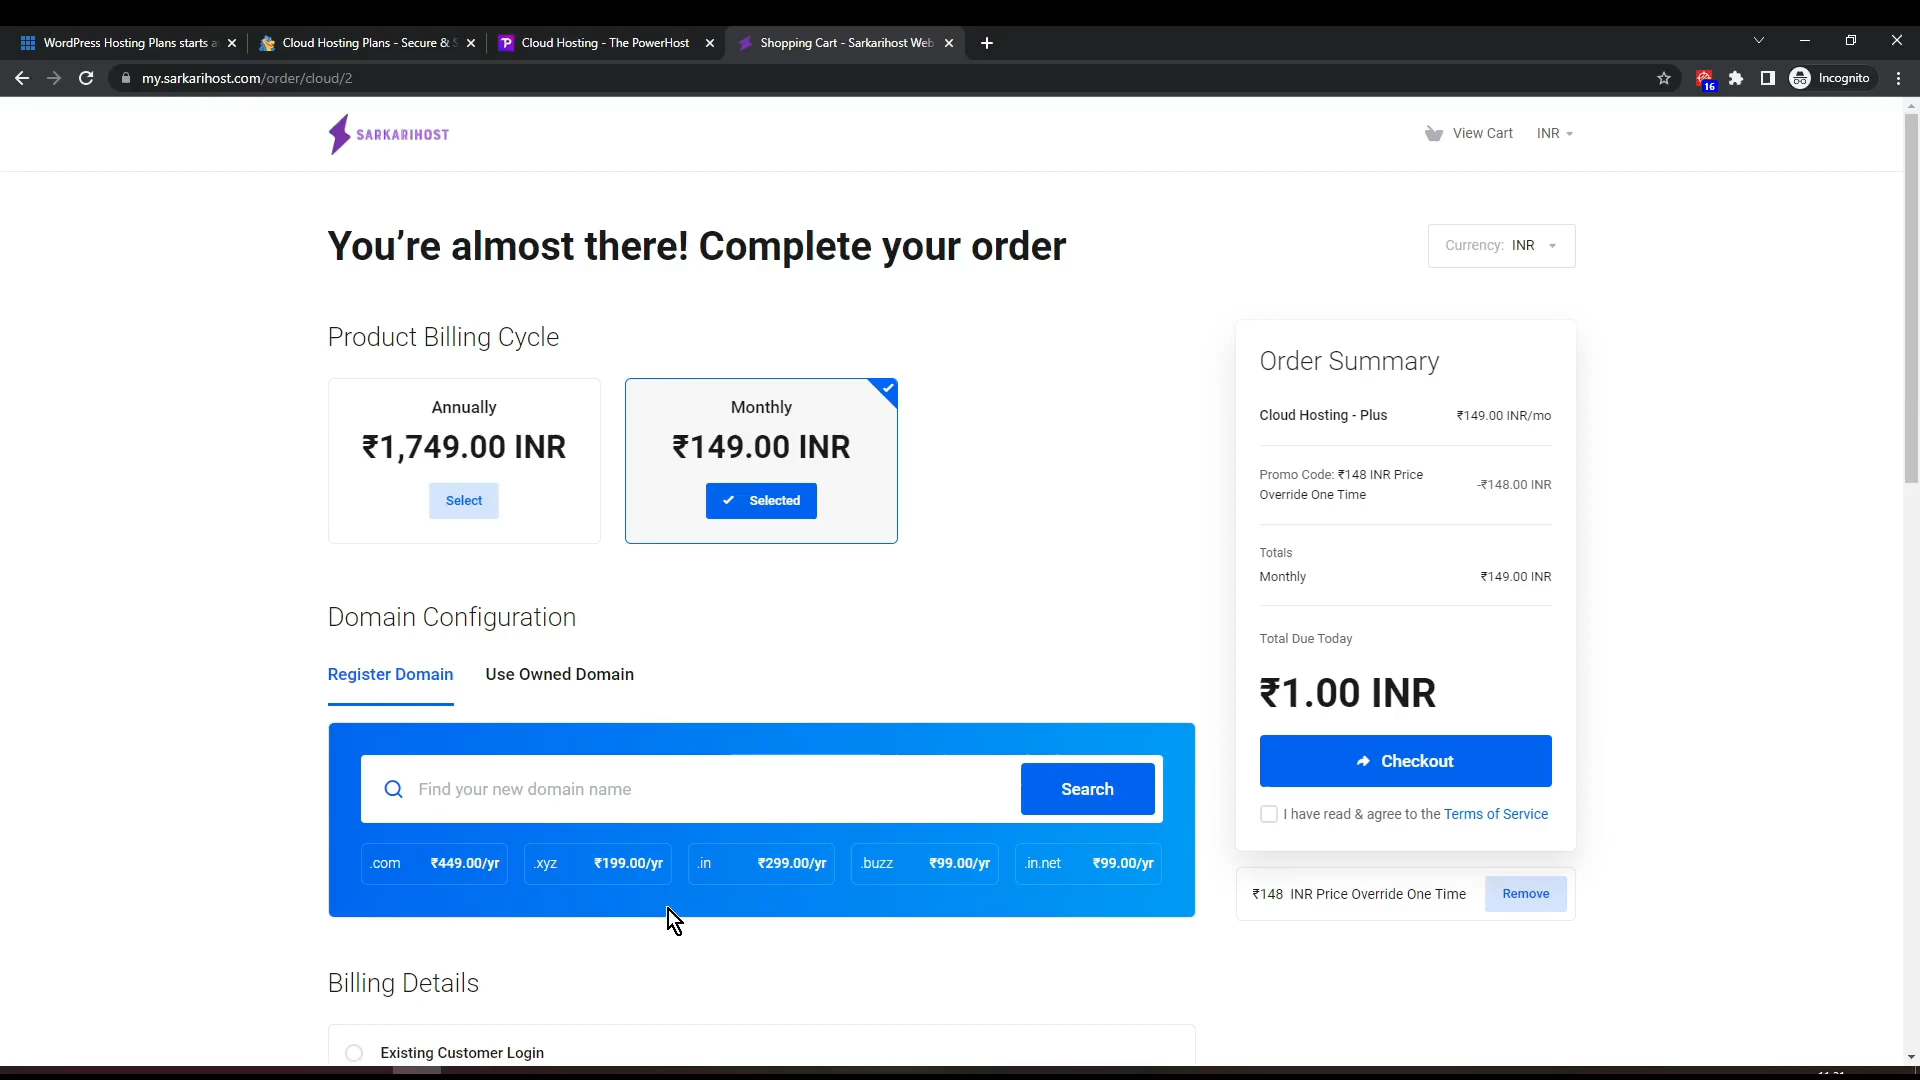 WordPress Hosting Plans starts a
Cloud Hosting Plans - Secure & S
Cloud Hosting - The PowerHost
Shopping Cart - Sarkarihost Web
my.sarkarihost.com/order/cloud/2
16
Incognito
SARKARIHOST
View Cart
INR
You’re almost there! Complete your order
Currency: INR
Product Billing Cycle
Annually
₹1,749.00 INR
Select
Monthly
₹149.00 INR
Selected
Domain Configuration
Register Domain
Use Owned Domain
Find your new domain name
Search
.com ₹449.00/yr
.xyz ₹199.00/yr
.in ₹299.00/yr
.buzz ₹99.00/yr
.in.net ₹99.00/yr
Billing Details
Existing Customer Login
Order Summary
Cloud Hosting - Plus ₹149.00 INR/mo
Promo Code: ₹148 INR Price
Override One Time
-₹148.00 INR
Totals
Monthly ₹149.00 INR
Total Due Today
₹1.00 INR
Checkout
I have read & agree to the Terms of Service
₹148 INR Price Override One Time
Remove